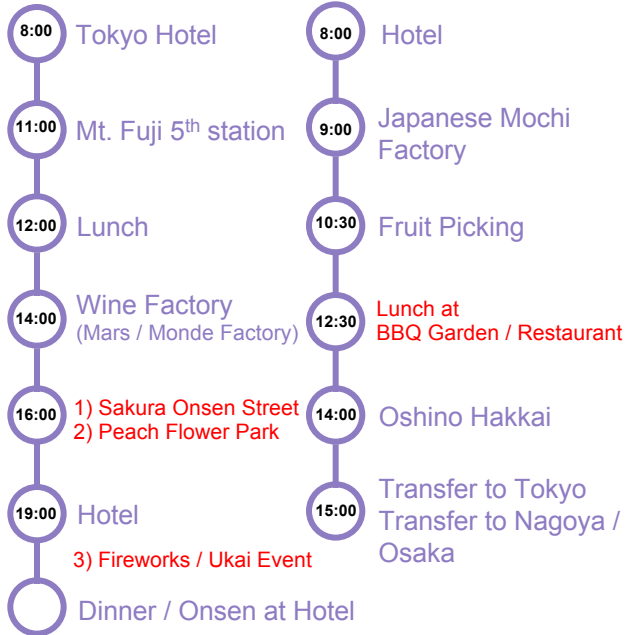 8:00 Tokyo Hotel
11:00 Mt. Fuji 5th station
12:00 Lunch
14:00 Wine Factory
(Mars / Monde Factory)
16:00 1) Sakura Onsen Street
2) Peach Flower Park
19:00 Hotel
3) Fireworks / Ukai Event
Dinner / Onsen at Hotel
8:00 Hotel
9:00 Japanese Mochi
Factory
10:30 Fruit Picking
12:30 Lunch at
BBQ Garden / Restaurant
14:00 Oshino Hakkai
15:00 Transfer to Tokyo
Transfer to Nagoya /
Osaka